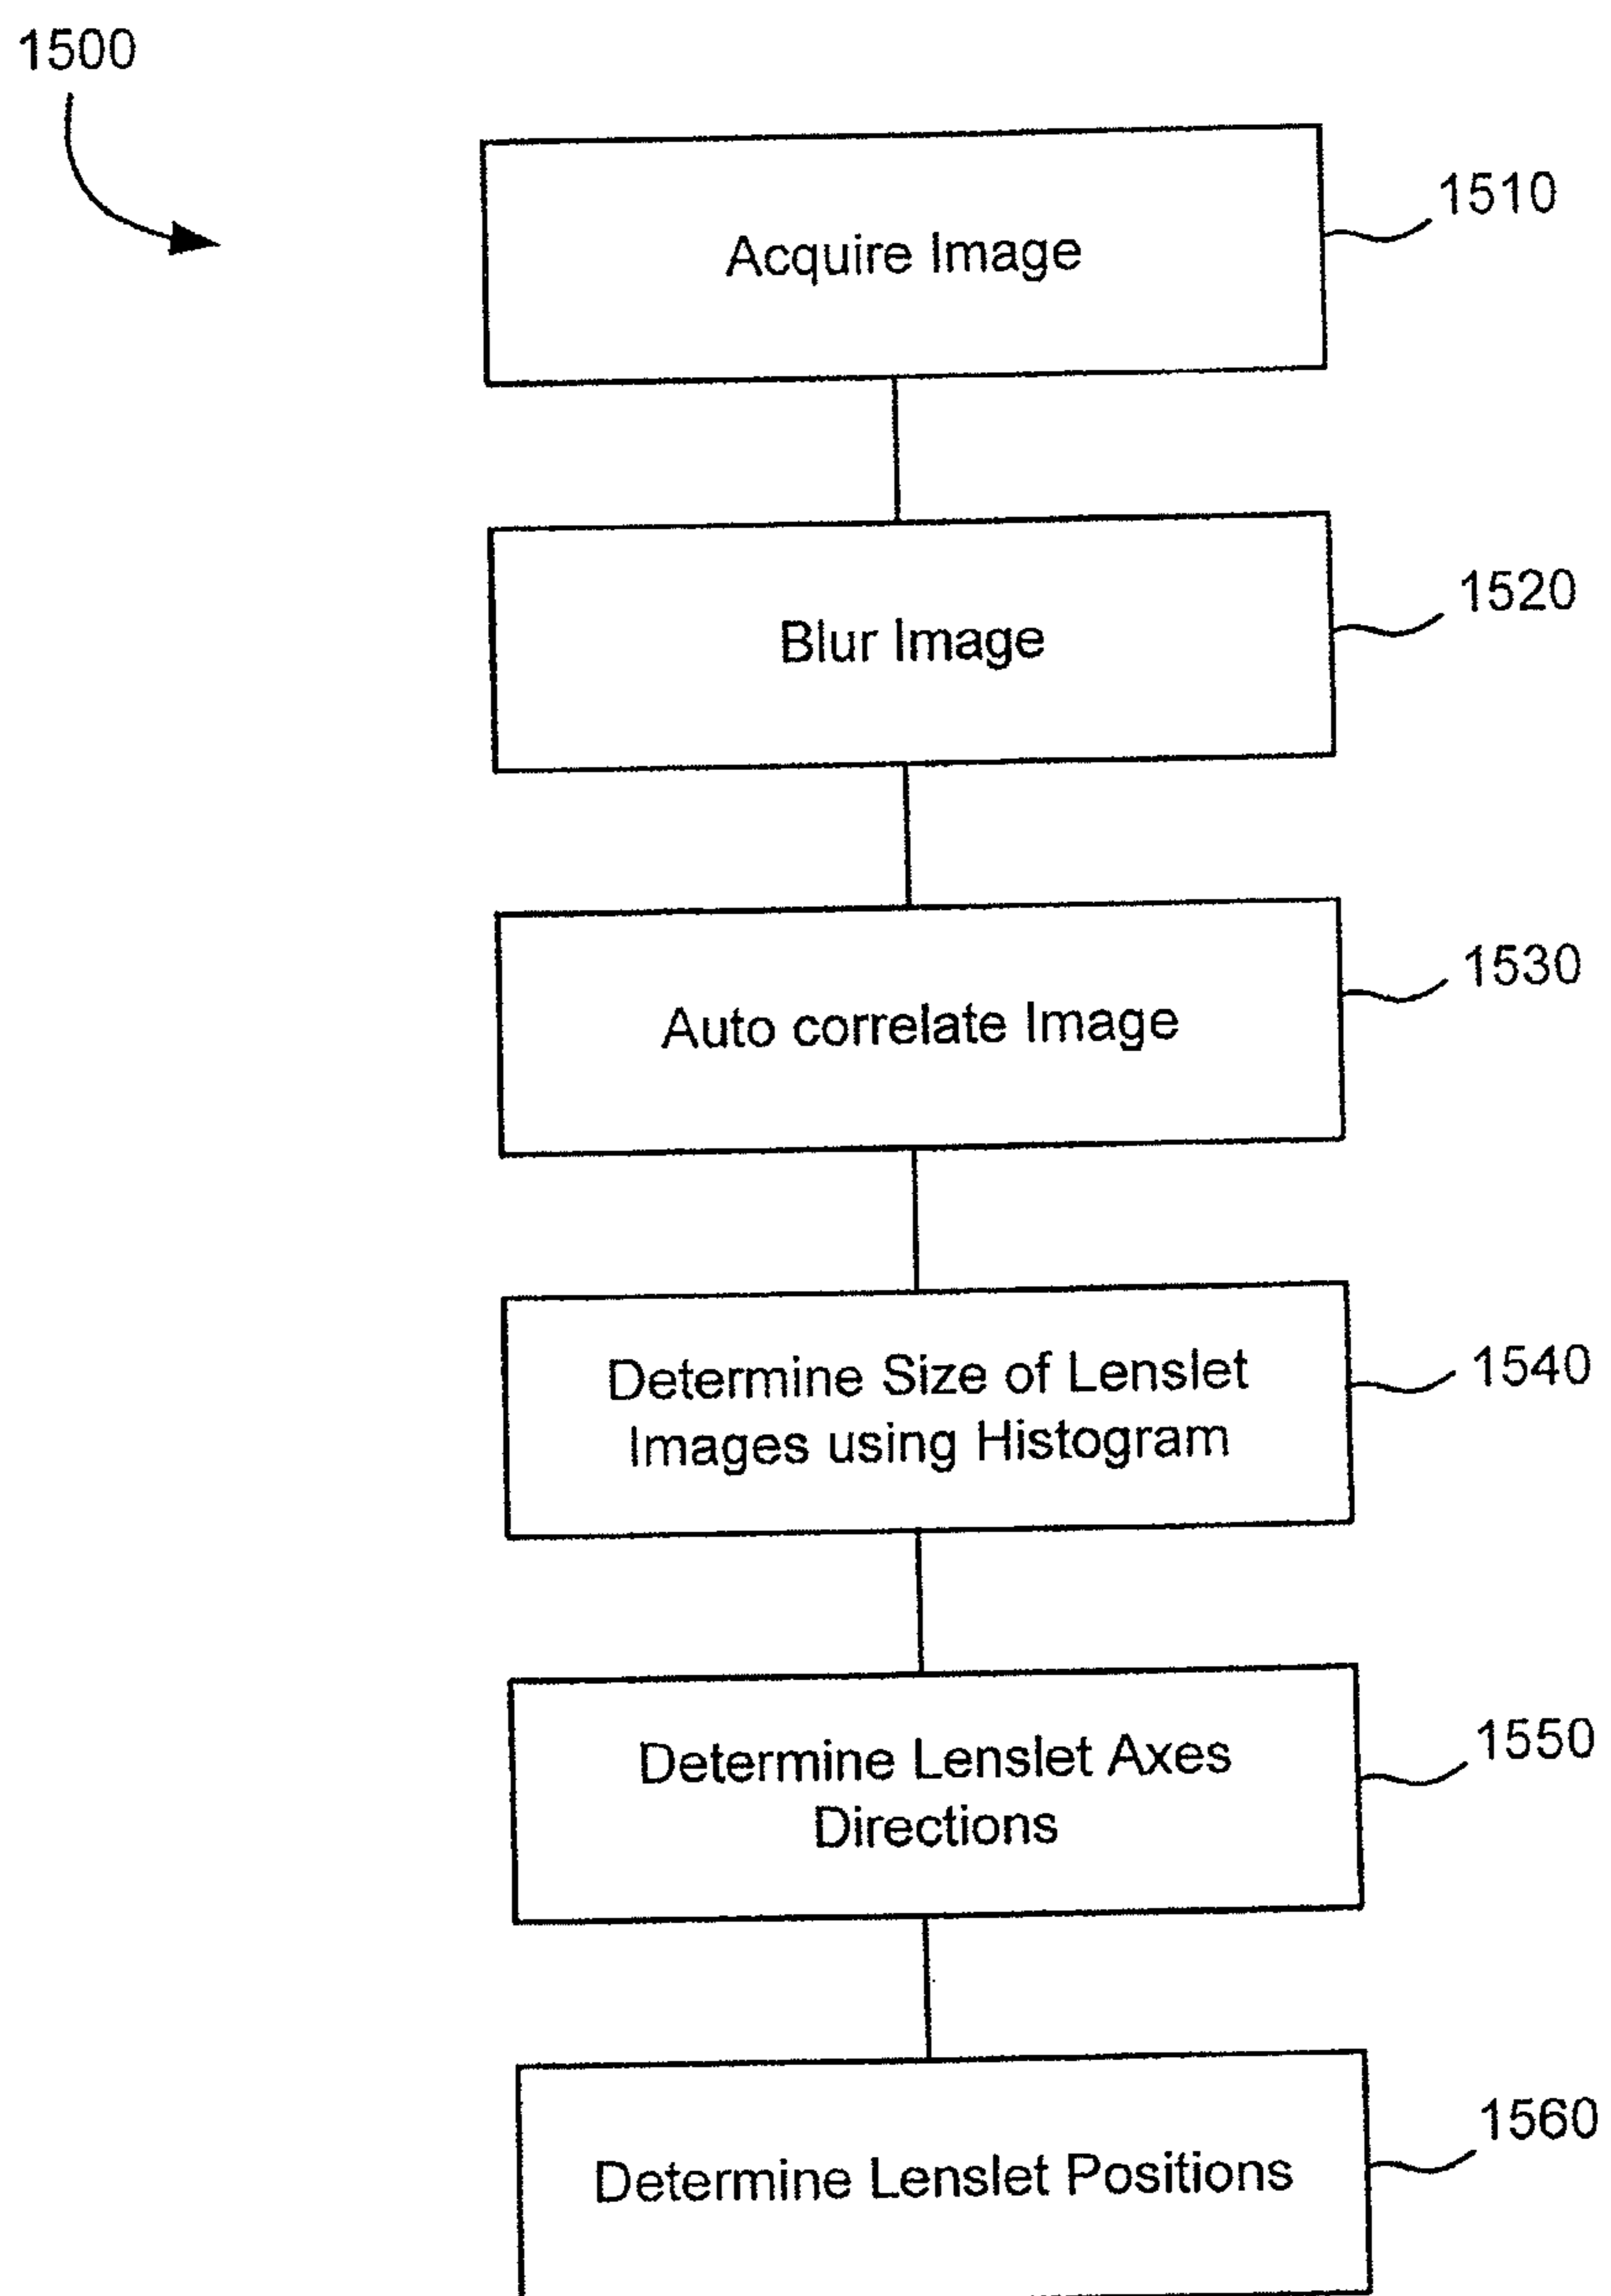 1500
Acquire Image
1510
Blur Image
1520
Auto correlate Image
1530
Determine Size of Lenslet
Images using Histogram
1540
Determine Lenslet Axes
Directions
1550
Determine Lenslet Positions
1560